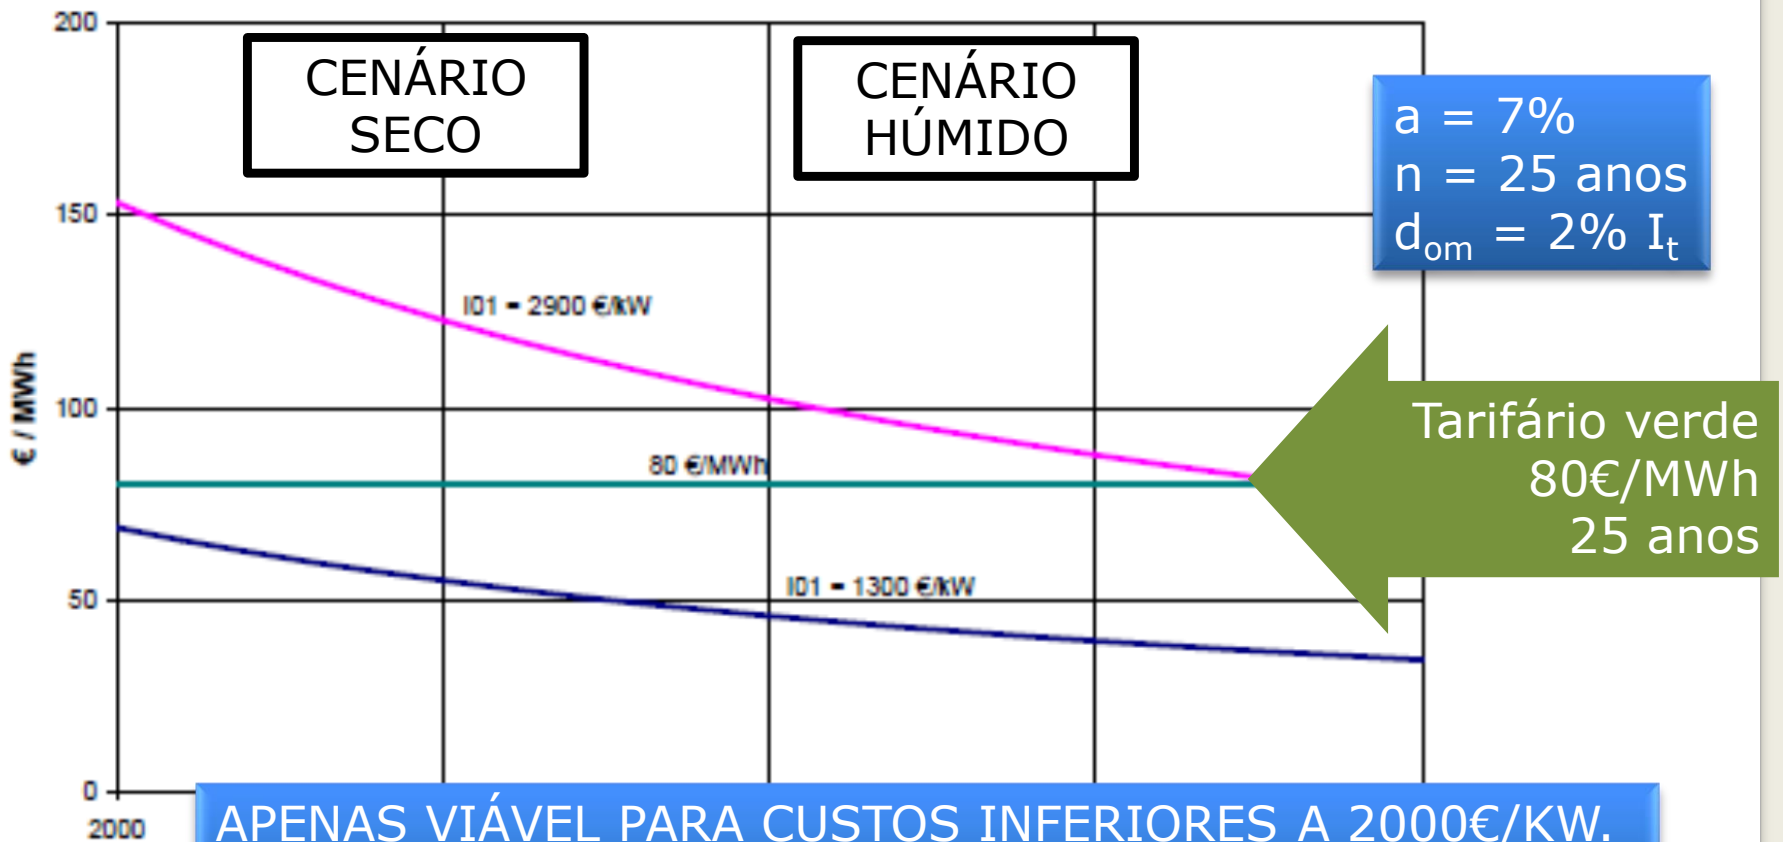 200
CENÁRIO
SECO
CENÁRIO
HÚMIDO
a = 7%
n = 25 anos
dom = 2% It
150
I01 = 2900 €/kW
€ / MWh
100
80 €/MWh
Tarifário verde
80€/MWh
25 anos
50
I01 = 1300 €/kW
0
2000
APENAS VIÁVEL PARA CUSTOS INFERIORES A 2000€/KW.